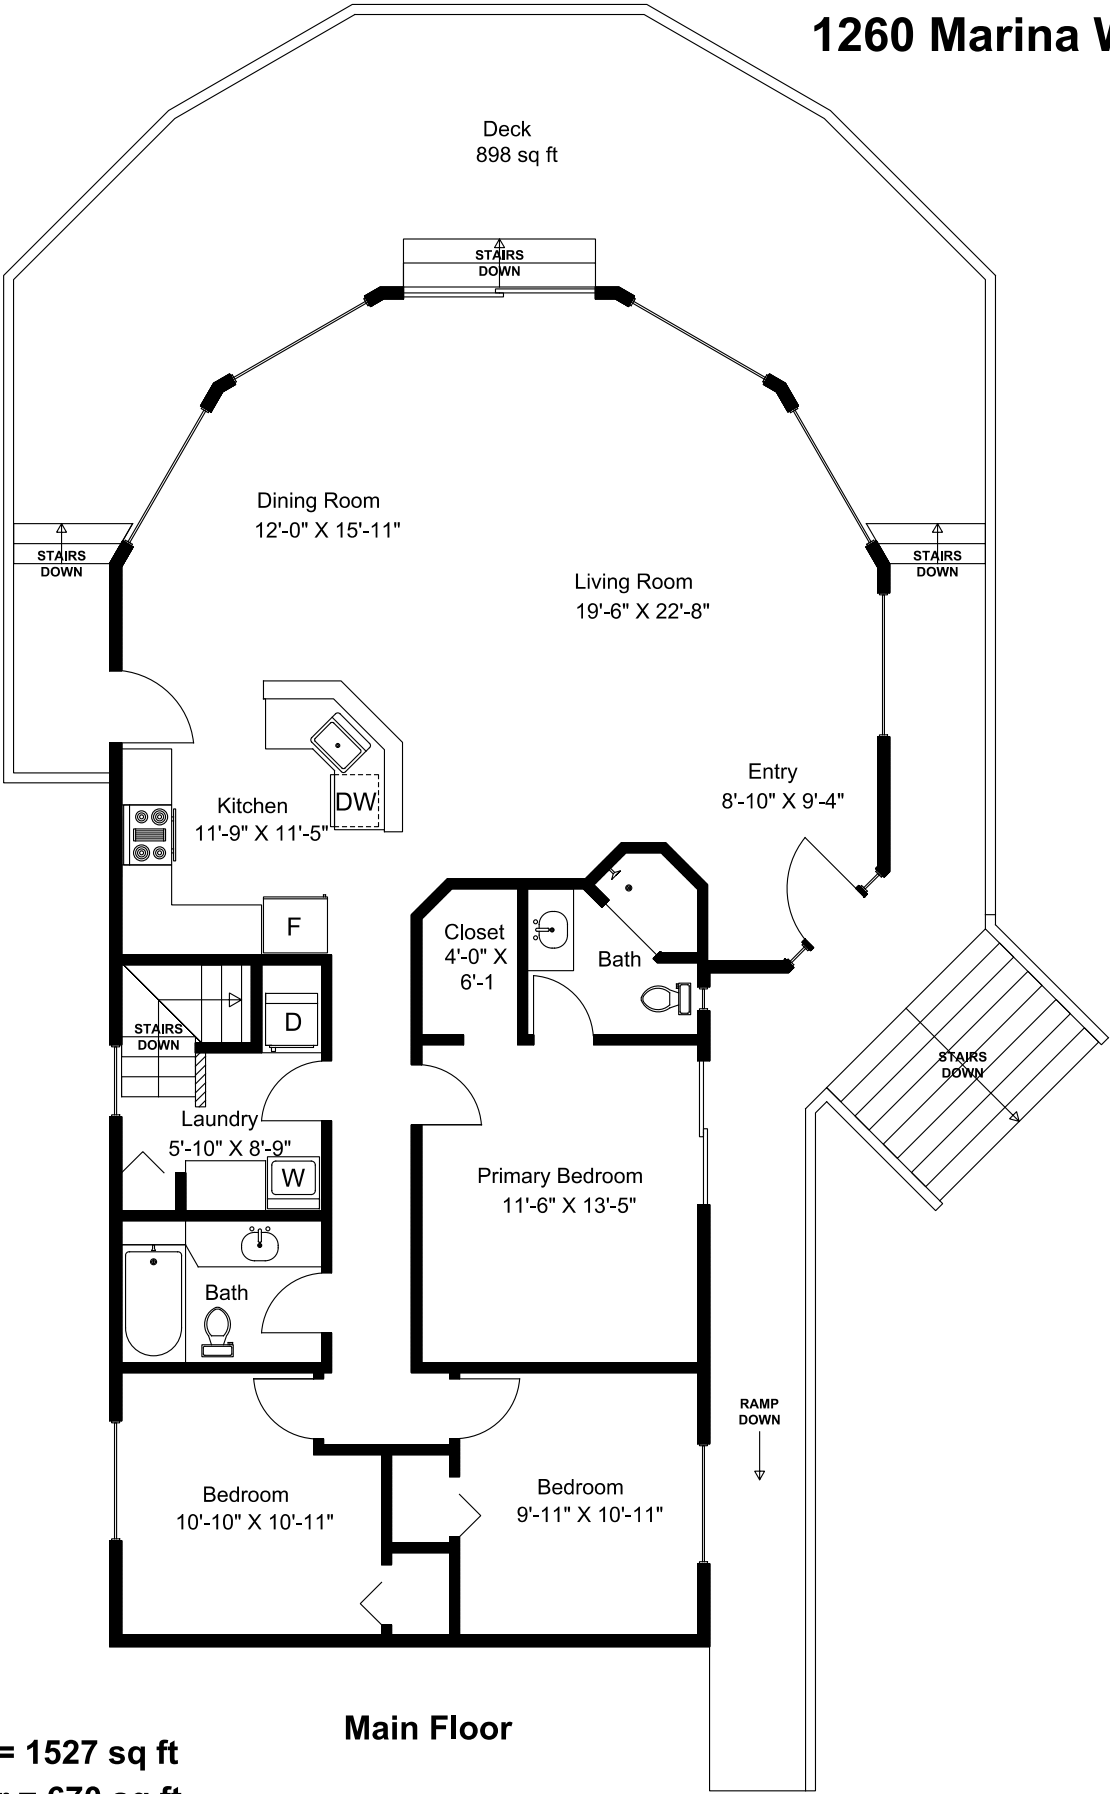 1260 Marina
Deck
898 sq ft
STAIRS
DOWN
Dining Room
12'-0" X 15'-11"
STAIRS
DOWN
STAIRS
DOWN
Living Room
19'-6" X 22'-8"
Entry
8'-10" X 9'-4"
DW
Kitchen
11'-9" X 11'-5"
F
Closet
4'-0" X
6'-1
Bath
D
STAIRS
DOWN
STAIRS
DOWN
Laundry
5'-10" X 8'-9"
W
Primary Bedroom
11'-6" X 13'-5"
Bath
RAMP
DOWN
Bedroom
10'-10" X 10'-11"
Bedroom
9'-11" X 10'-11"
Main Floor
= 1527 sq ft
= 670 sq ft